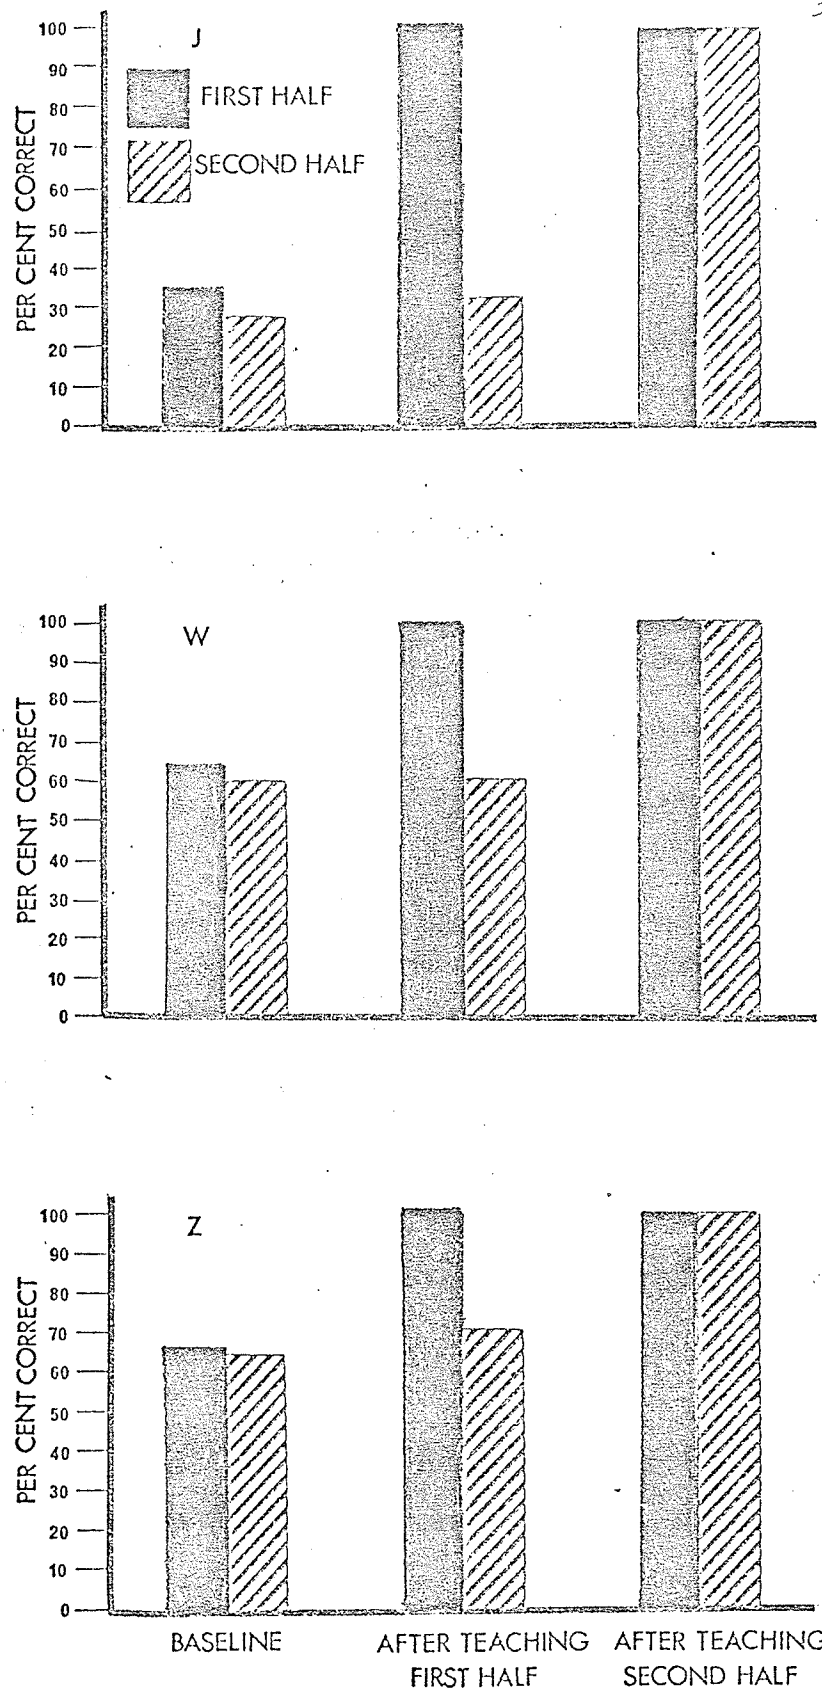 J
FIRST HALF
SECOND HALF
PER CENT CORRECT
100
90
80
70
60
50
40
30
20
10
0
W
PER CENT CORRECT
100
90
80
70
60
50
40
30
20
10
0
Z
PER CENT CORRECT
100
90
80
70
60
50
40
30
20
10
0
BASELINE
AFTER TEACHING
FIRST HALF
AFTER TEACHING
SECOND HALF